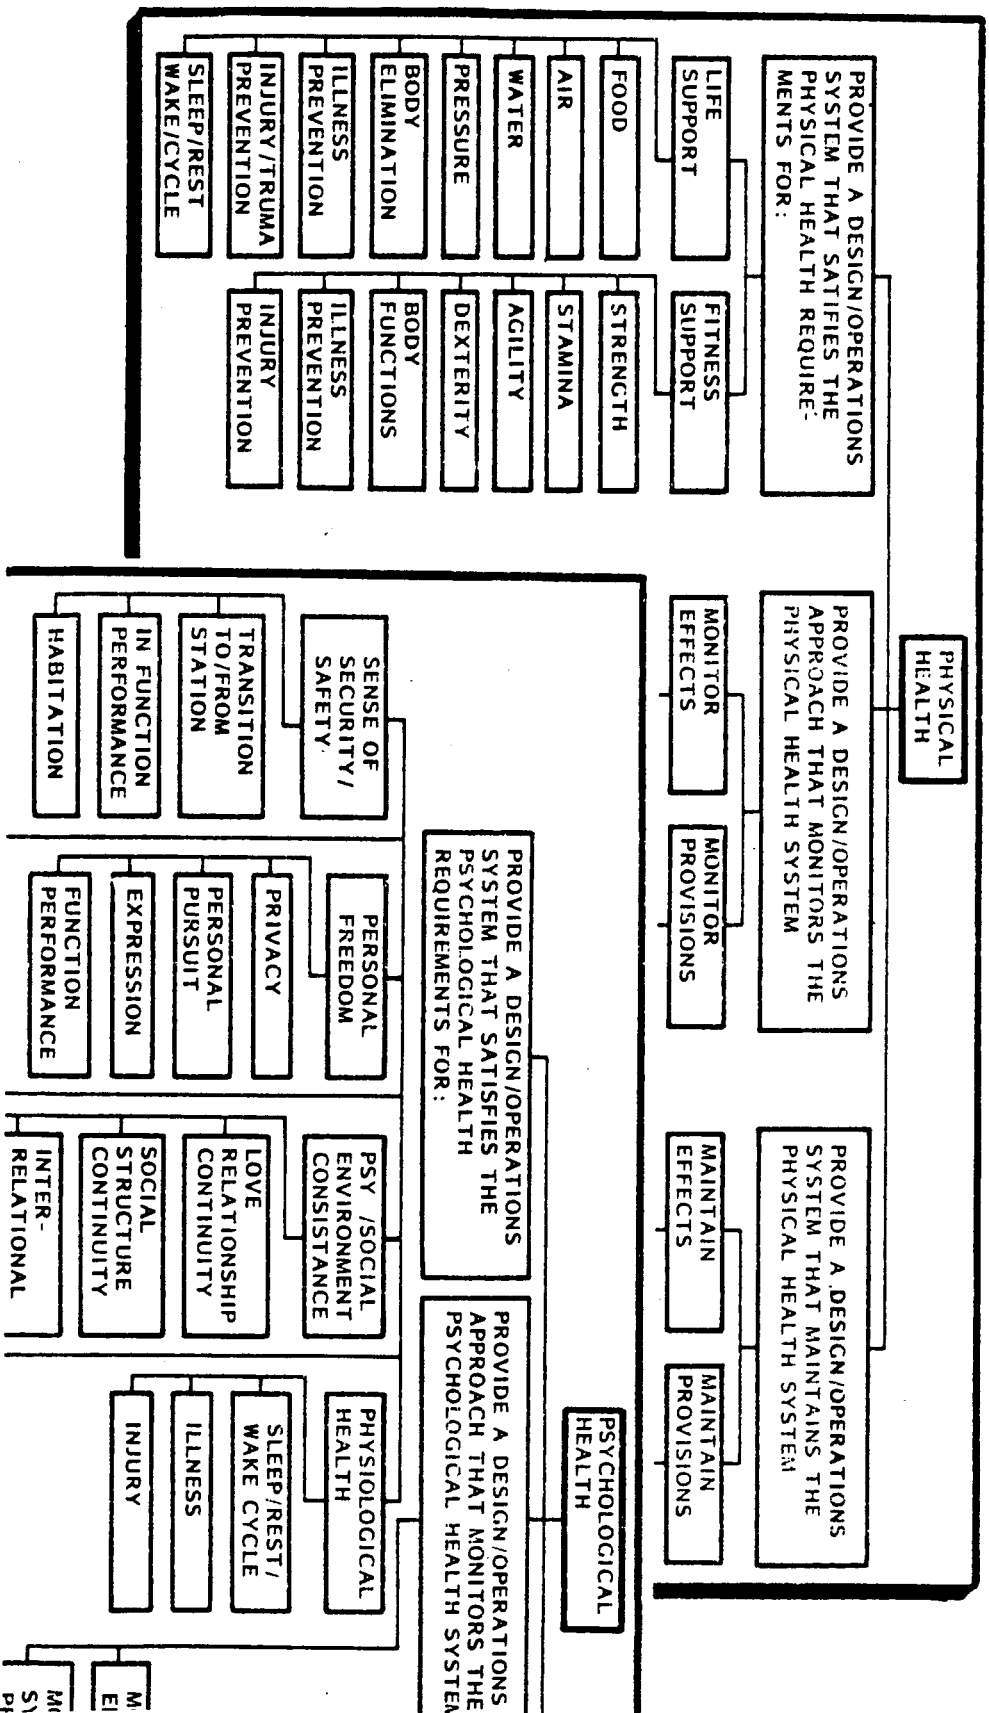 PHYSICAL
HEALTH
PROVIDE A DESIGN/OPERATIONS
SYSTEM THAT SATIFIES THE
PHYSICAL HEALTH REQUIRE-
MENTS FOR:
LIFE
SUPPORT
FOOD
AIR
WATER
PRESSURE
BODY
ELIMINATION
ILLNESS
PREVENTION
INJURY/TRUMA
PREVENTION
SLEEP/REST
WAKE/CYCLE
FITNESS
SUPPORT
STRENGTH
STAMINA
AGILITY
DEXTERITY
BODY
FUNCTIONS
ILLNESS
PREVENTION
INJURY
PREVENTION
PROVIDE A DESIGN/OPERATIONS
APPROACH THAT MONITORS THE
PHYSICAL HEALTH SYSTEM
MONITOR
EFFECTS
MONITOR
PROVISIONS
PROVIDE A DESIGN/OPERATIONS
SYSTEM THAT MAINTAINS THE
PHYSICAL HEALTH SYSTEM
MAINTAIN
EFFECTS
MAINTAIN
PROVISIONS
PSYCHOLOGICAL
HEALTH
PROVIDE A DESIGN/OPERATIONS
SYSTEM THAT SATISFIES THE
PSYCHOLOGICAL HEALTH
REQUIREMENTS FOR:
SENSE OF
SECURITY/
SAFETY
TRANSITION
TO/FROM
STATION
IN FUNCTION
PERFORMANCE
HABITATION
PERSONAL
FREEDOM
PRIVACY
PERSONAL
PURSUIT
EXPRESSION
FUNCTION
PERFORMANCE
PSY/SOCIAL
ENVIRONMENT
CONSISTANCE
LOVE
RELATIONSHIP
CONTINUITY
SOCIAL
STRUCTURE
CONTINUITY
INTER-
RELATIONAL
PHYSIOLOGICAL
HEALTH
SLEEP/REST/
WAKE CYCLE
ILLNESS
INJURY
PROVIDE A DESIGN/OPERATIONS
APPROACH THAT MONITORS THE
PSYCHOLOGICAL HEALTH SYSTEM